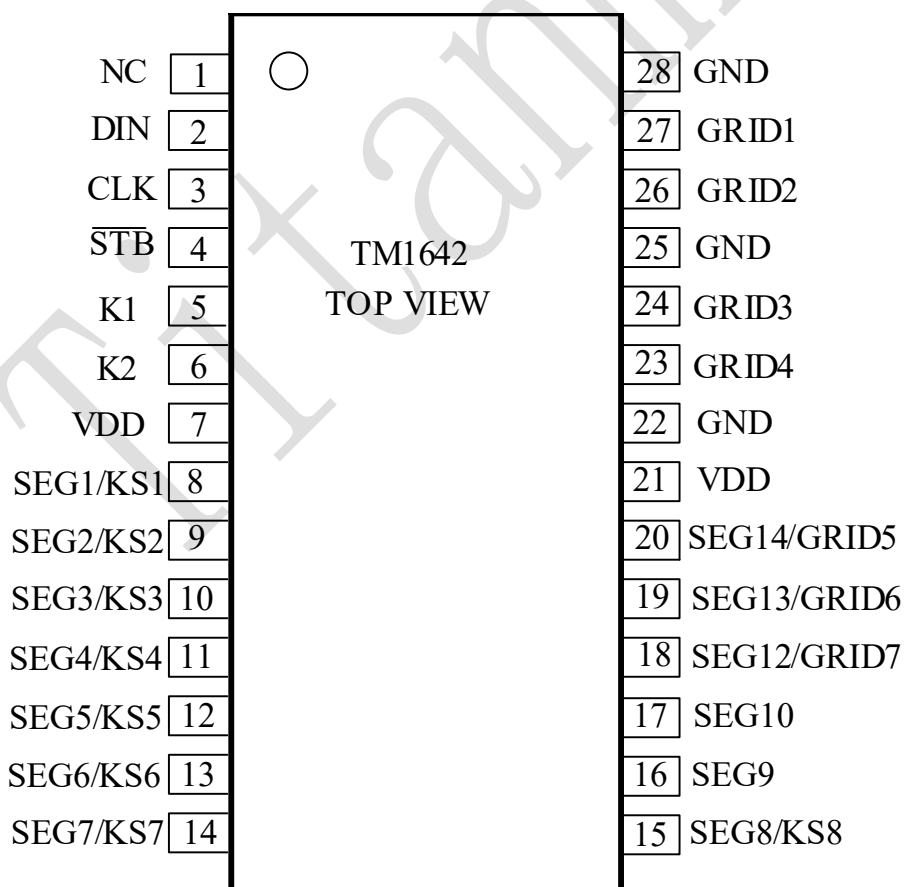 NC 1 28 GND
DIN 2 27 GRID1
CLK 3 26 GRID2
STB 4 25 GND
TM1642
TOP VIEW
K1 5 24 GRID3
K2 6 23 GRID4
VDD 7 22 GND
SEG1/KS1 8 21 VDD
SEG2/KS2 9 20 SEG14/GRID5
SEG3/KS3 10 19 SEG13/GRID6
SEG4/KS4 11 18 SEG12/GRID7
SEG5/KS5 12 17 SEG10
SEG6/KS6 13 16 SEG9
SEG7/KS7 14 15 SEG8/KS8